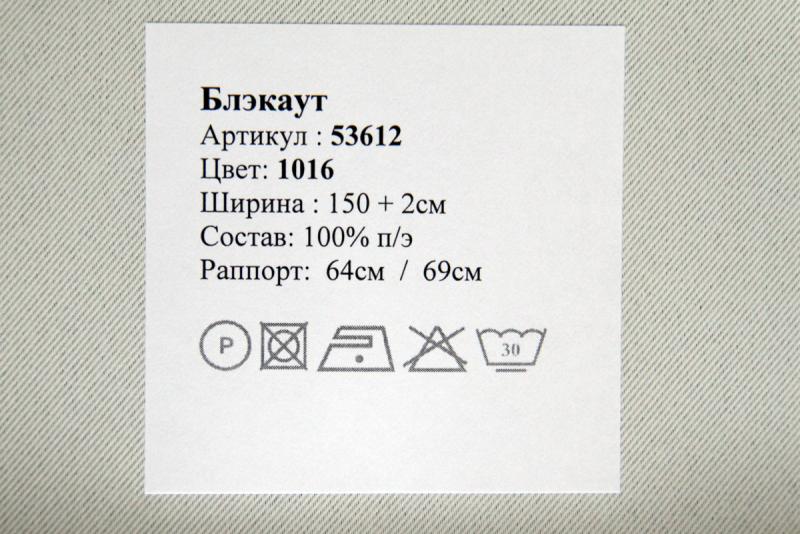 Блэкаут
Артикул : 53612
Цвет: 1016
Ширина : 150 + 2см
Состав: 100% п/э
Раппорт: 64см / 69см
P
30